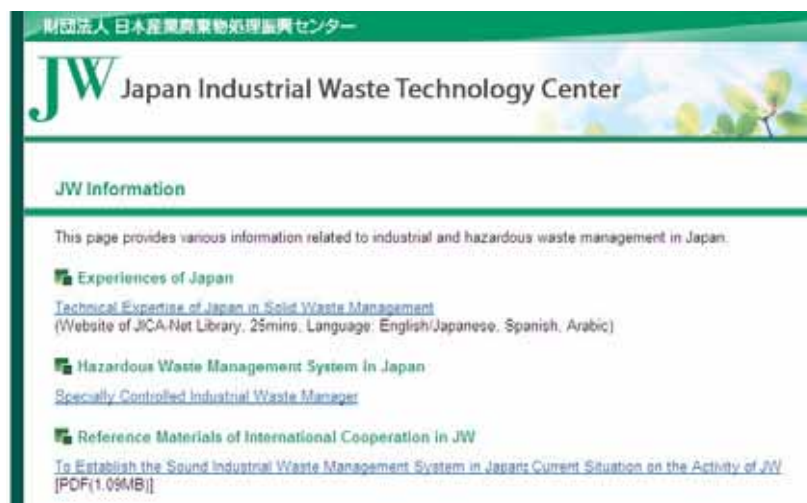 財団法人 日本産業廃棄物処理振興センター
JW Japan Industrial Waste Technology Center
JW Information
This page provides various information related to industrial and hazardous waste management in Japan.
Experiences of Japan
Technical Expertise of Japan in Solid Waste Management
(Website of JICA-Net Library, 25mins, Language: English/Japanese, Spanish, Arabic)
Hazardous Waste Management System in Japan
Specially Controlled Industrial Waste Manager
Reference Materials of International Cooperation in JW
To Establish the Sound Industrial Waste Management System in Japan: Current Situation on the Activity of JW
[PDF(1.09MB)]